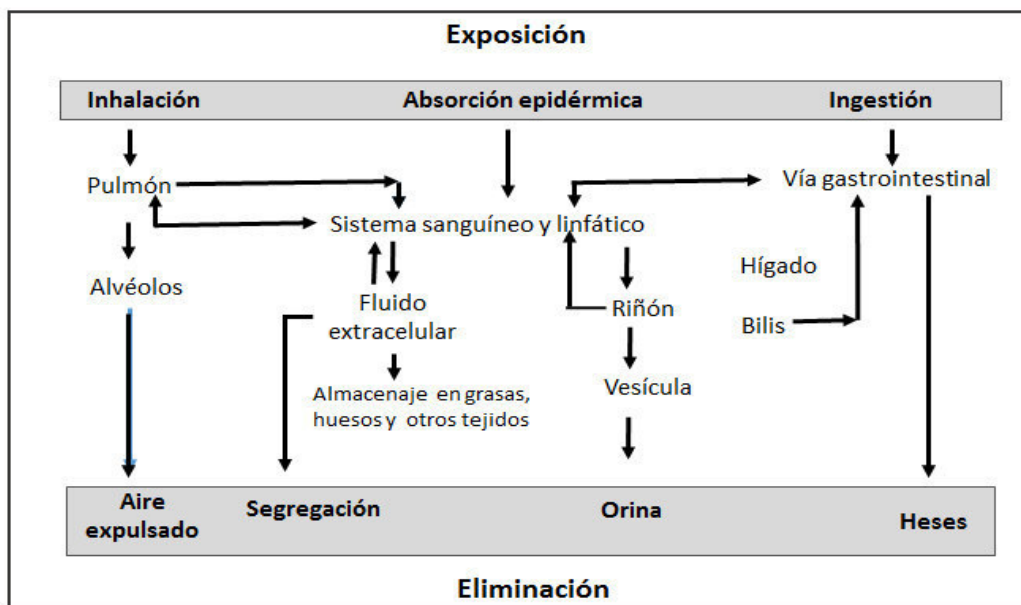 Exposición
Inhalación
Absorción epidérmica
Ingestión
Pulmón
Vía gastrointestinal
Sistema sanguíneo y linfático
Hígado
Alvéolos
Fluido
extracelular
Riñón
Bilis
Almacenaje en grasas,
huesos y otros tejidos
Vesícula
Aire
expulsado
Segregación
Orina
Heses
Eliminación